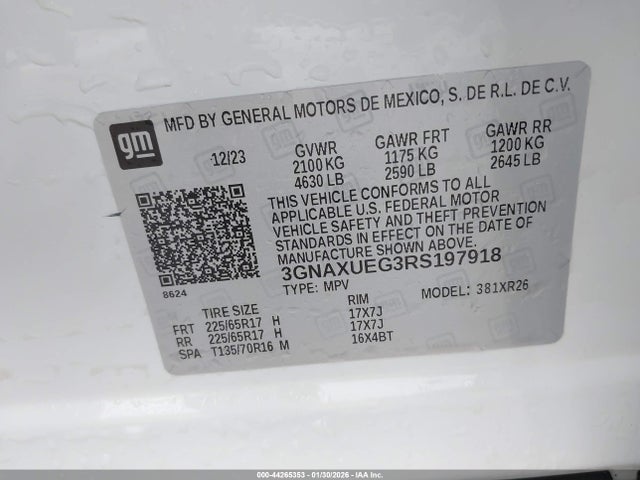 MFD BY GENERAL MOTORS DE MEXICO, S. DE R.L. DE C.V.
gm
12/23 GVWR GAWR FRT GAWR RR
2100 KG 1175 KG 1200 KG
4630 LB 2590 LB 2645 LB
THIS VEHICLE CONFORMS TO ALL
APPLICABLE U.S. FEDERAL MOTOR
VEHICLE SAFETY AND THEFT PREVENTION
STANDARDS IN EFFECT ON THE DATE OF
MANUFACTURE SHOWN ABOVE.
3GNAXUEG3RS197918
8624
TYPE: MPV MODEL: 381XR26
TIRE SIZE RIM
FRT 225/65R17 H 17X7J
RR 225/65R17 H 17X7J
SPA T135/70R16 M 16X4BT
000-44265353 | 01/30/2026 - IAA Inc.